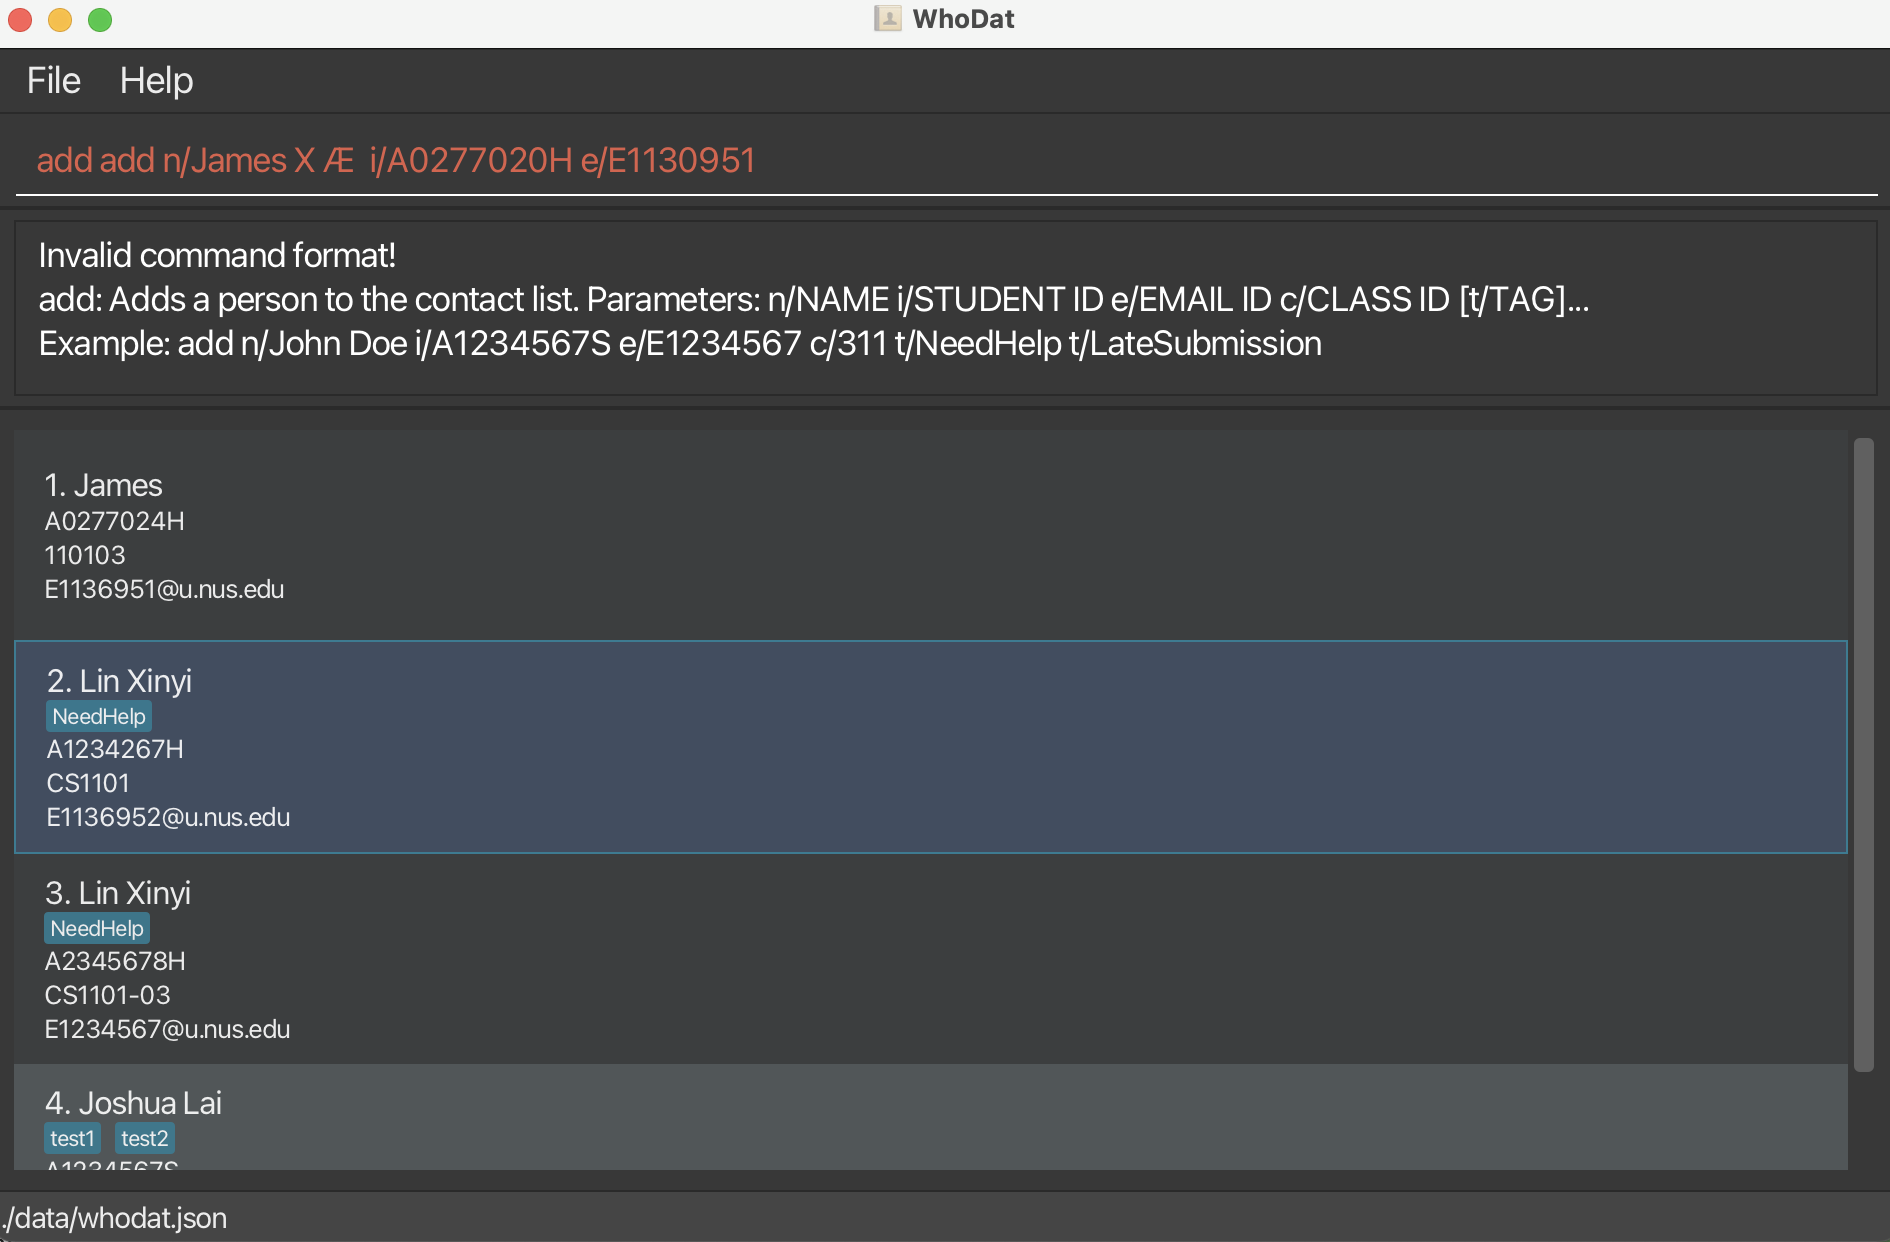 WhoDat
File Help
add add n/James X Æ  i/A0277020H e/E1130951
Invalid command format!
add: Adds a person to the contact list. Parameters: n/NAME i/STUDENT ID e/EMAIL ID c/CLASS ID [t/TAG]...
Example: add n/John Doe i/A1234567S e/E1234567 c/311 t/NeedHelp t/LateSubmission
1. James
A0277024H
110103
E1136951@u.nus.edu
2. Lin Xinyi
NeedHelp
A1234267H
CS1101
E1136952@u.nus.edu
3. Lin Xinyi
NeedHelp
A2345678H
CS1101-03
E1234567@u.nus.edu
4. Joshua Lai
test1 test2
A1234567S
./data/whodat.json